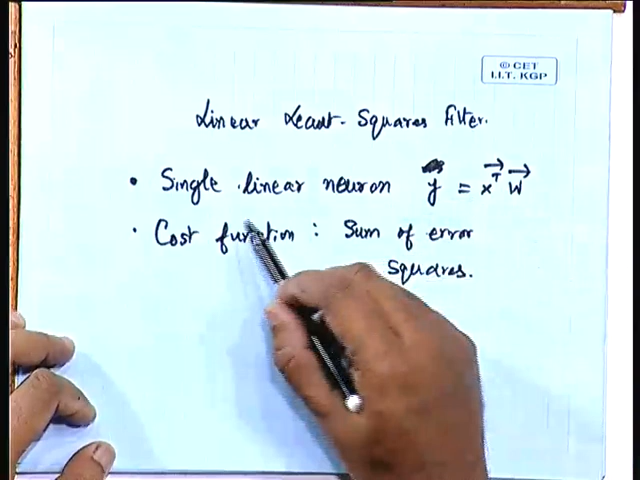 © CET
I.I.T. KGP
Linear Least-Squares Filter.
• Single linear neuron y = x^T w
• Cost function : Sum of error
squares.